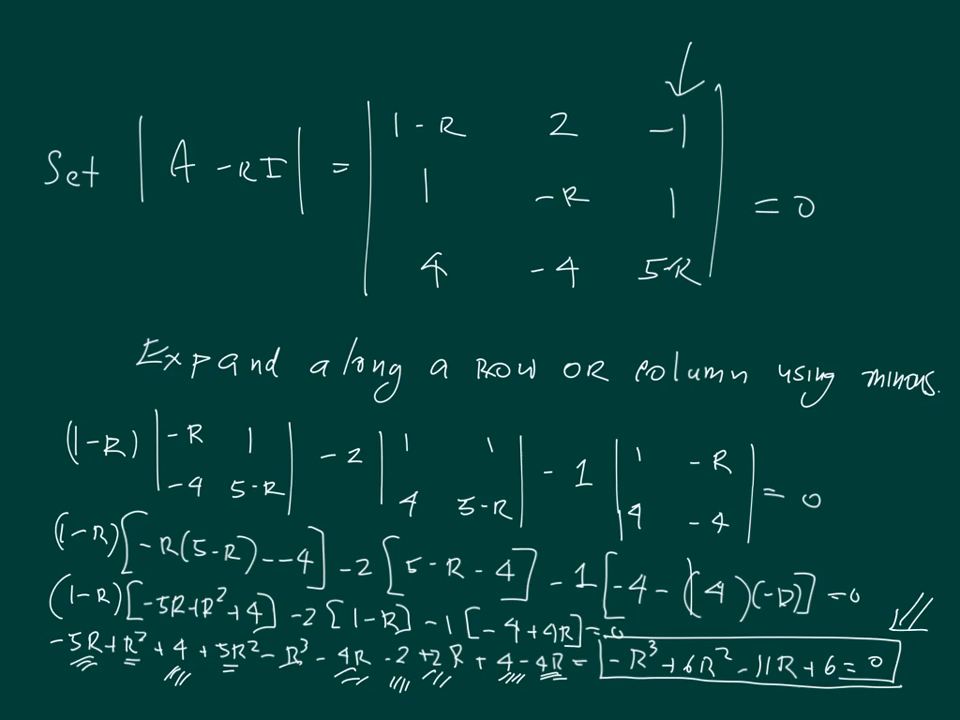 Set |A - RI| = | 1-R 2 -1 |
| 1 -R 1 | = 0
| 4 -4 5-R |
Expand along a Row OR column using minors.
(1-R) | -R 1 | - 2 | 1 1 | - 1 | 1 -R | = 0
| -4 5-R | | 4 5-R | | 4 -4 |
(1-R)[-R(5-R) - -4] - 2[5-R-4] - 1[-4-(4)(-R)] = 0
(1-R)[-5R+R² + 4] - 2[1-R] - 1[-4+4R] = 0
-5R+R² + 4 + 5R² - R³ - 4R - 2 + 2R + 4 - 4R = -R³ + 6R² - 11R + 6 = 0